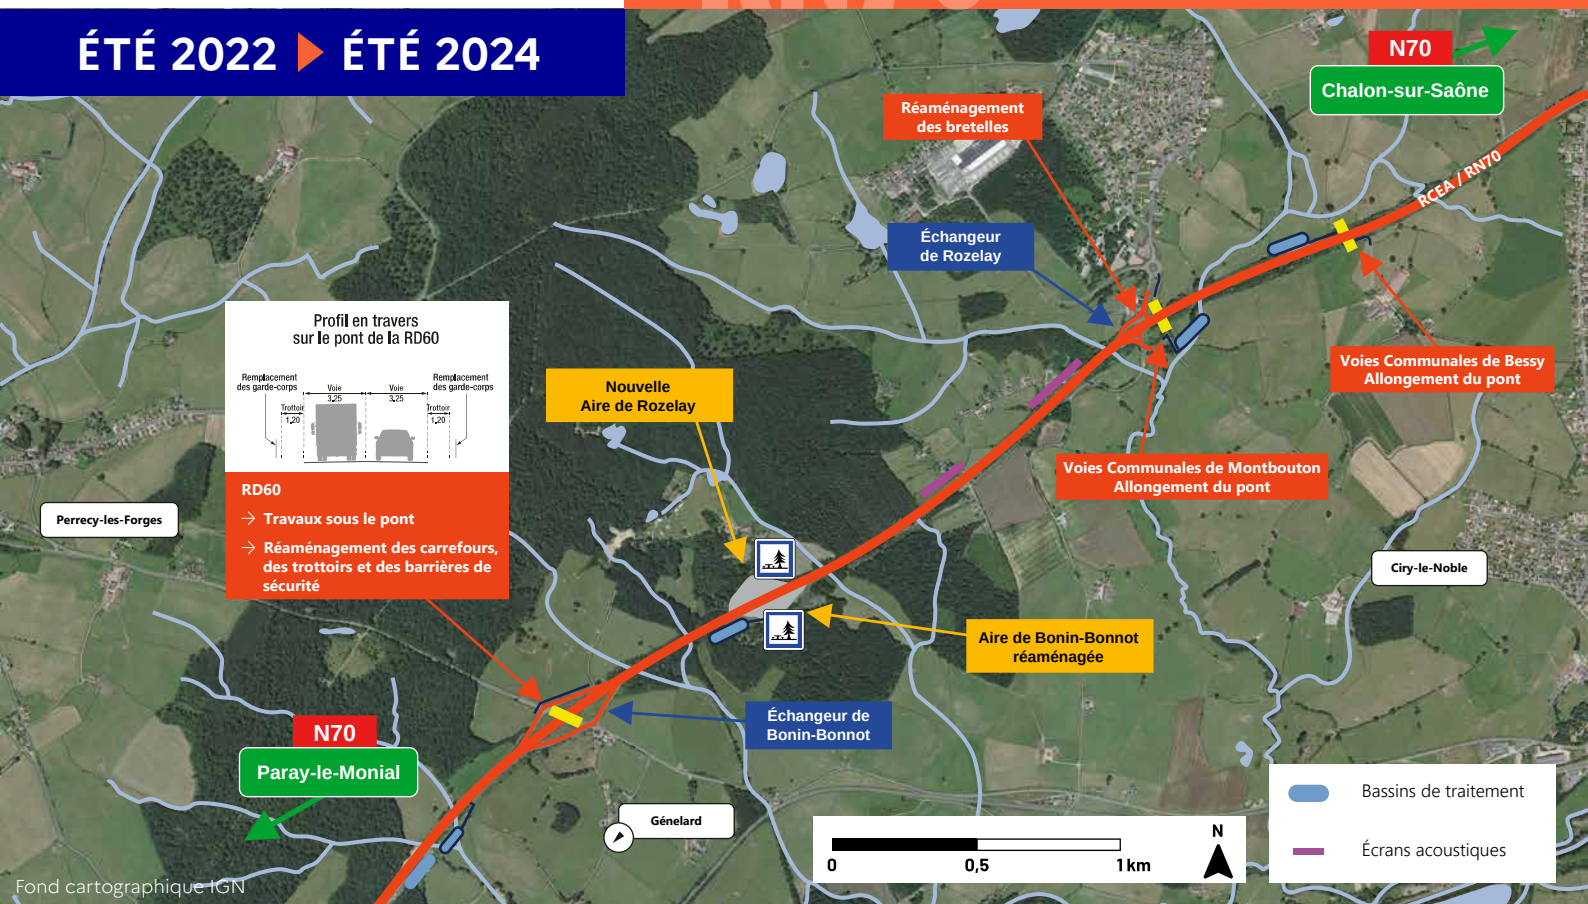 ÉTÉ 2022 ÉTÉ 2024
N70
Chalon-sur-Saône
Réaménagement
des bretelles
RCEA / RN70
Échangeur
de Rozelay
Profil en travers
sur le pont de la RD60
Remplacement
des garde-corps
Voie
3,25
Voie
3,25
Remplacement
des garde-corps
Trottoir
1,20
Trottoir
1,20
Voies Communales de Bessy
Allongement du pont
Nouvelle
Aire de Rozelay
Voies Communales de Montbouton
Allongement du pont
RD60
→ Travaux sous le pont
→ Réaménagement des carrefours,
des trottoirs et des barrières de
sécurité
Perrecy-les-Forges
Ciry-le-Noble
Aire de Bonin-Bonnot
réaménagée
Échangeur de
Bonin-Bonnot
N70
Paray-le-Monial
Génelard
0 0,5 1 km
N
Bassins de traitement
Écrans acoustiques
Fond cartographique IGN